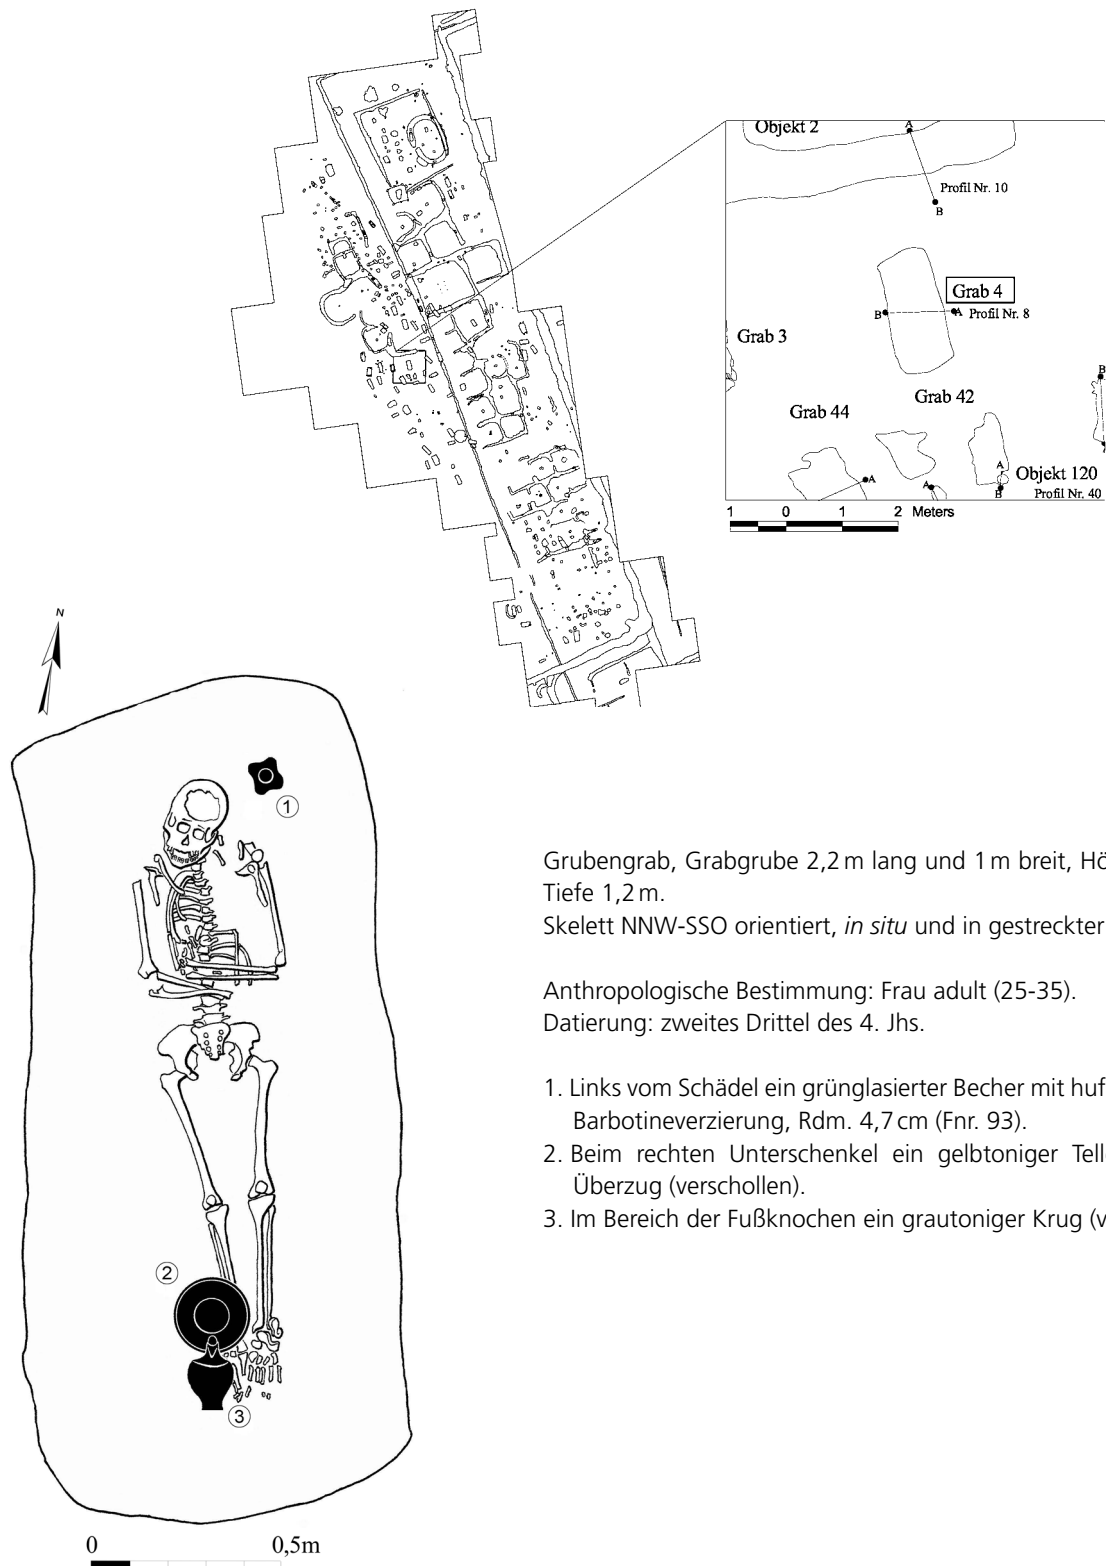 Objekt 2
A
Profil Nr. 10
B
Grab 4
B
A
Profil Nr. 8
Grab 3
B
Grab 42
Grab 44
A
A
A
Objekt 120
B
Profil Nr. 40
1 0 1 2 Meters
N
1
Grubengrab, Grabgrube 2,2 m lang und 1 m breit,
Tiefe 1,2 m.
Skelett NNW-SSO orientiert, in situ und in gestreckter
Anthropologische Bestimmung: Frau adult (25-35).
Datierung: zweites Drittel des 4. Jhs.
1. Links vom Schädel ein grünglasierter Becher mit
Barbotineverzierung, Rdm. 4,7 cm (Fnr. 93).
2. Beim rechten Unterschenkel ein gelbtoniger
Überzug (verschollen).
3. Im Bereich der Fußknochen ein grautoniger Krug
2
3
0 0,5m